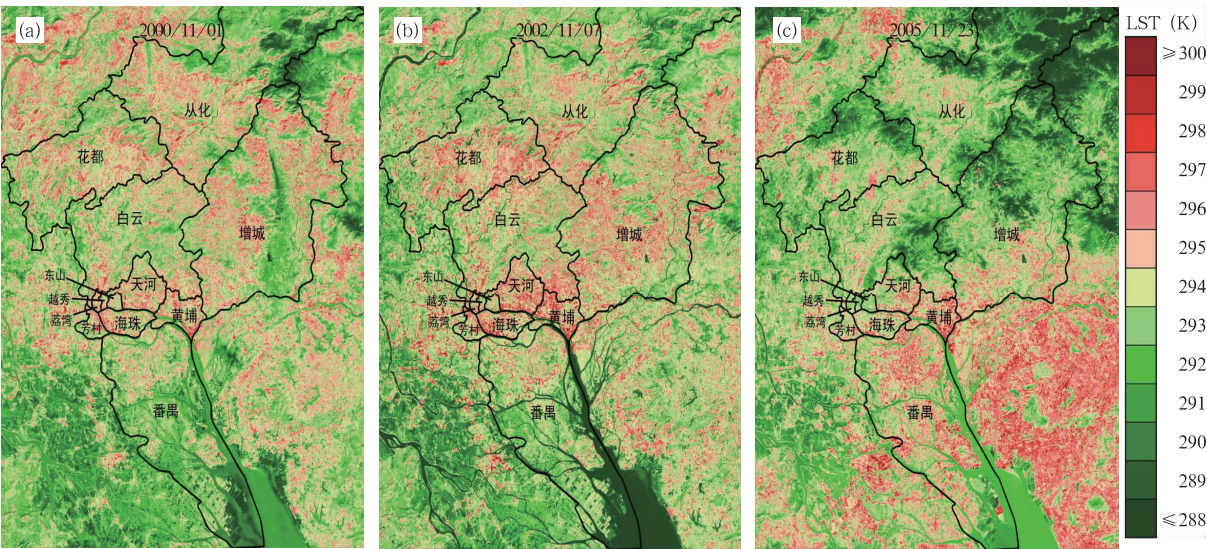 (a)
2000/11/01
从化
花都
白云
增城
东山
天河
越秀
荔湾
芳村
海珠
黄埔
番禺
(b)
2002/11/07
从化
花都
白云
增城
东山
天河
越秀
荔湾
芳村
海珠
黄埔
番禺
(c)
2005/11/23
从化
花都
白云
增城
东山
天河
越秀
荔湾
芳村
海珠
黄埔
番禺
LST (K)
≥300
299
298
297
296
295
294
293
292
291
290
289
≤288